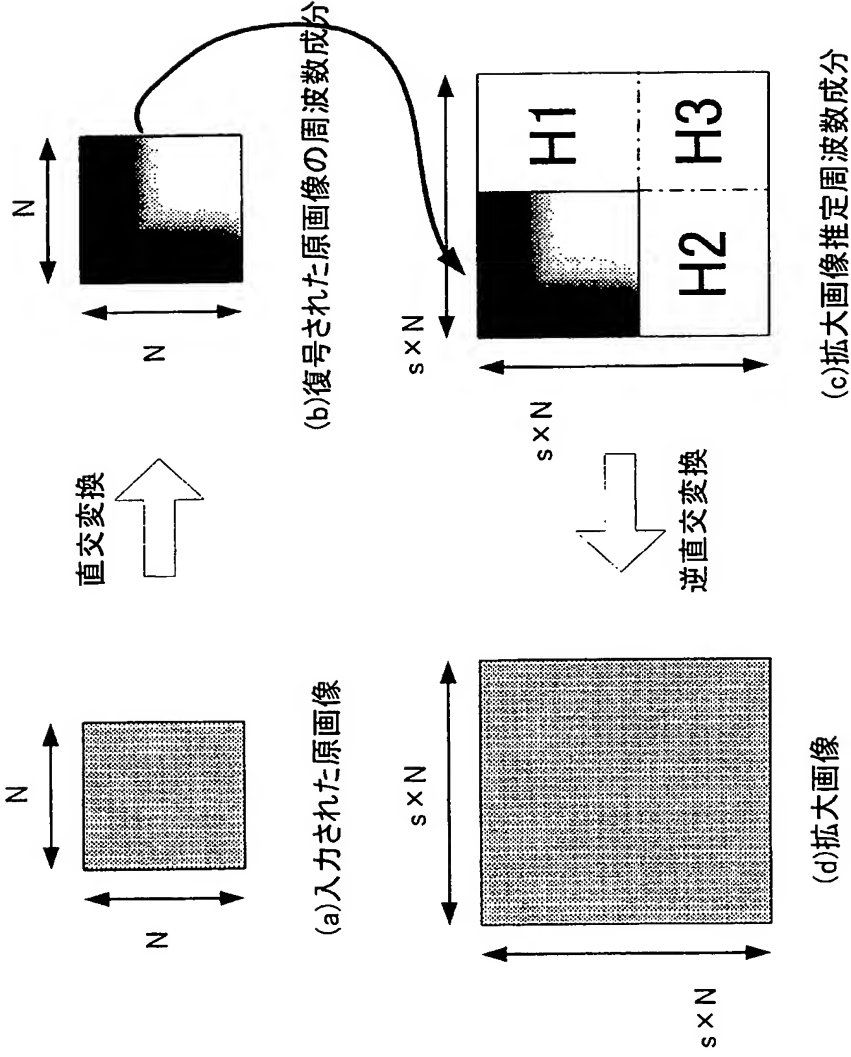 N
N
直交変換
N
N
(a)入力された原画像
(b)復号された原画像の周波数成分
s×N
s×N
s×N
s×N
H1
H2
H3
逆直交変換
(d)拡大画像
(c)拡大画像推定周波数成分